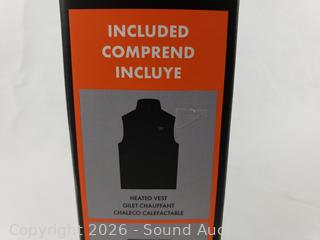 INCLUDED
COMPREND
INCLUYE
HEATED VEST
GILET CHAUFFANT
CHALECO CALEFACTABLE
Copyright 2026 - Sound Auc